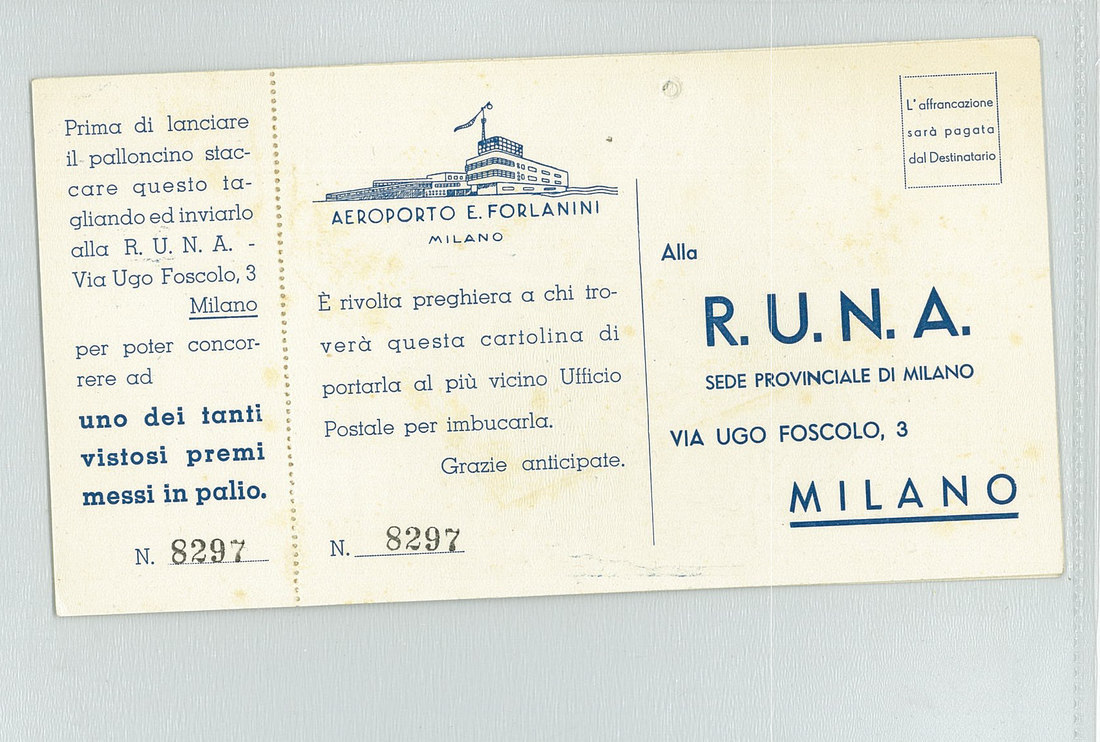 Prima di lanciare
il palloncino stac-
care questo ta-
gliando ed inviarlo
alla R. U. N. A. -
Via Ugo Foscolo, 3
Milano
per poter concor-
rere ad
uno dei tanti
vistosi premi
messi in palio.
N. 8297
AEROPORTO E. FORLANINI
MILANO
È rivolta preghiera a chi tro-
verà questa cartolina di
portarla al più vicino Ufficio
Postale per imbucarla.
Grazie anticipate.
N. 8297
L'affrancazione
sarà pagata
dal Destinatario
Alla
R. U. N. A.
SEDE PROVINCIALE DI MILANO
VIA UGO FOSCOLO, 3
MILANO